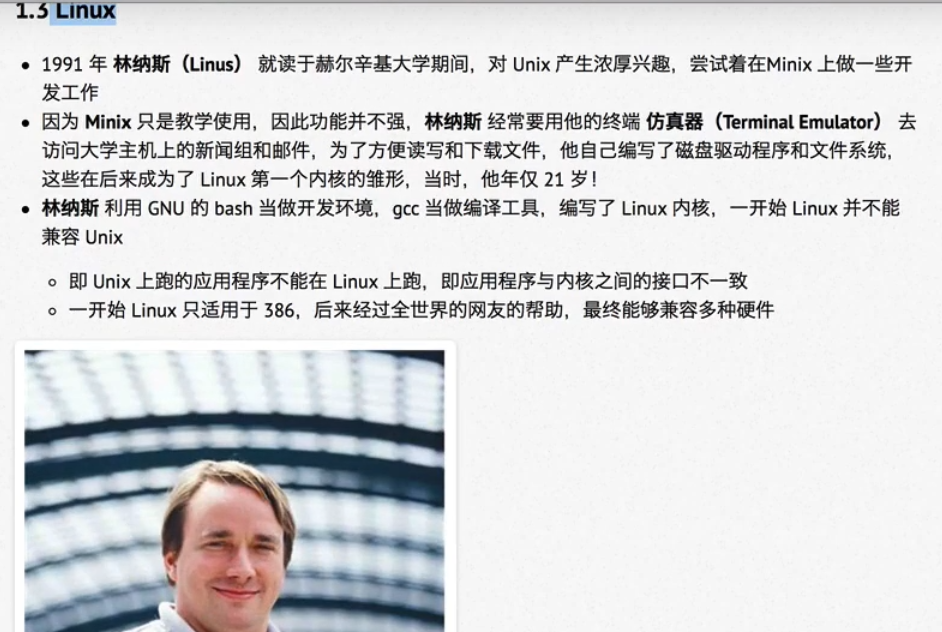 1.3 Linux
1991 年 林纳斯（Linus） 就读于赫尔辛基大学期间，对 Unix 产生浓厚兴趣，尝试着在Minix 上做一些开
发工作
因为 Minix 只是教学使用，因此功能并不强，林纳斯 经常要用他的终端 仿真器（Terminal Emulator） 去
访问大学主机上的新闻组和邮件，为了方便读写和下载文件，他自己编写了磁盘驱动程序和文件系统，
这些在后来成为了 Linux 第一个内核的雏形，当时，他年仅 21 岁！
林纳斯 利用 GNU 的 bash 当做开发环境，gcc 当做编译工具，编写了 Linux 内核，一开始 Linux 并不能
兼容 Unix
即 Unix 上跑的应用程序不能在 Linux 上跑，即应用程序与内核之间的接口不一致
一开始 Linux 只适用于 386，后来经过全世界的网友的帮助，最终能够兼容多种硬件